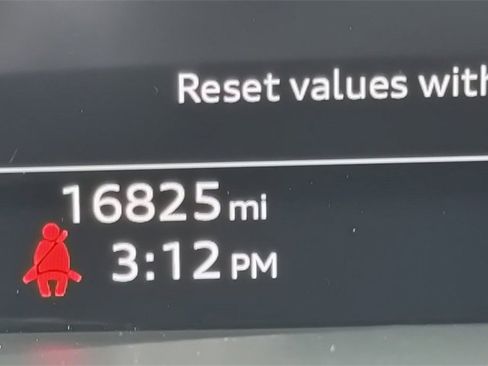 Reset values with
16825 mi
3:12 PM